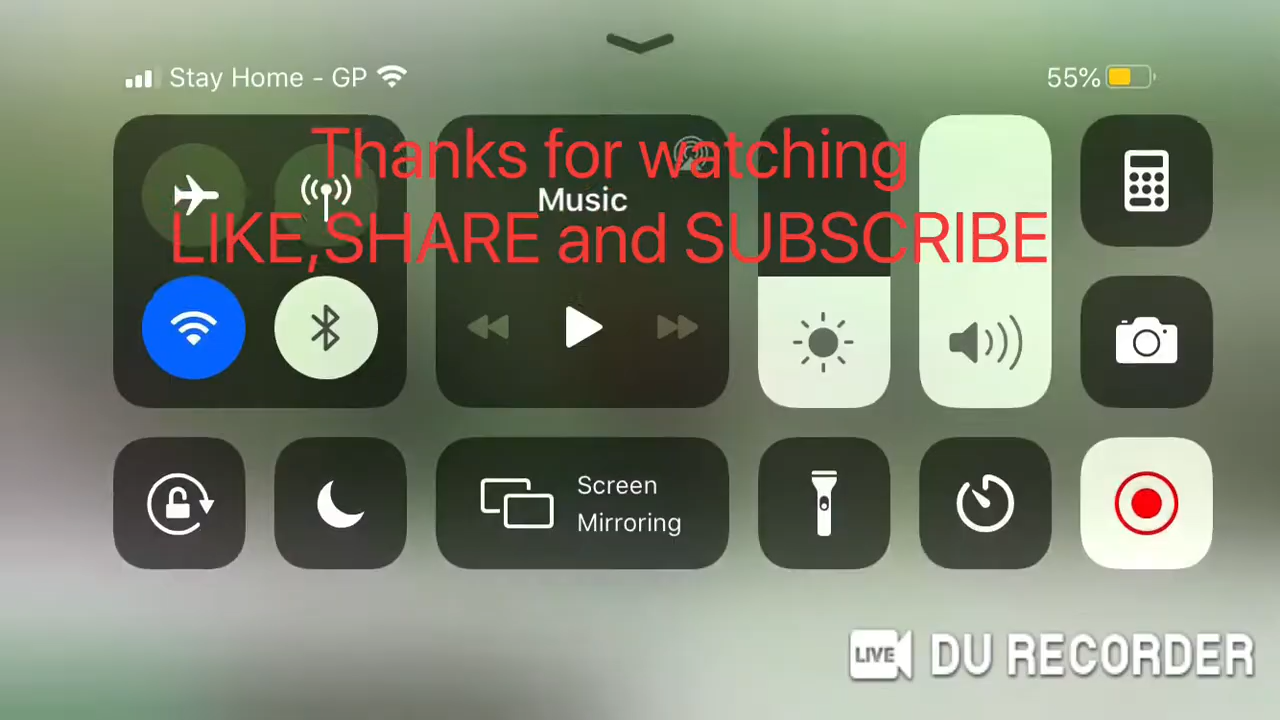 Stay Home - GP
55%
Thanks for watching
Music
LIKE,SHARE and SUBSCRIBE
Screen
Mirroring
LIVE DU RECORDER